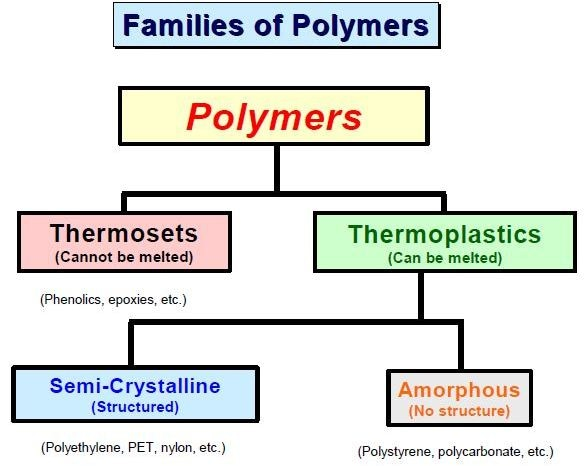 Families of Polymers
Polymers
Thermosets
(Cannot be melted)
Thermoplastics
(Can be melted)
(Phenolics, epoxies, etc.)
Semi-Crystalline
(Structured)
Amorphous
(No structure)
(Polyethylene, PET, nylon, etc.)
(Polystyrene, polycarbonate, etc.)